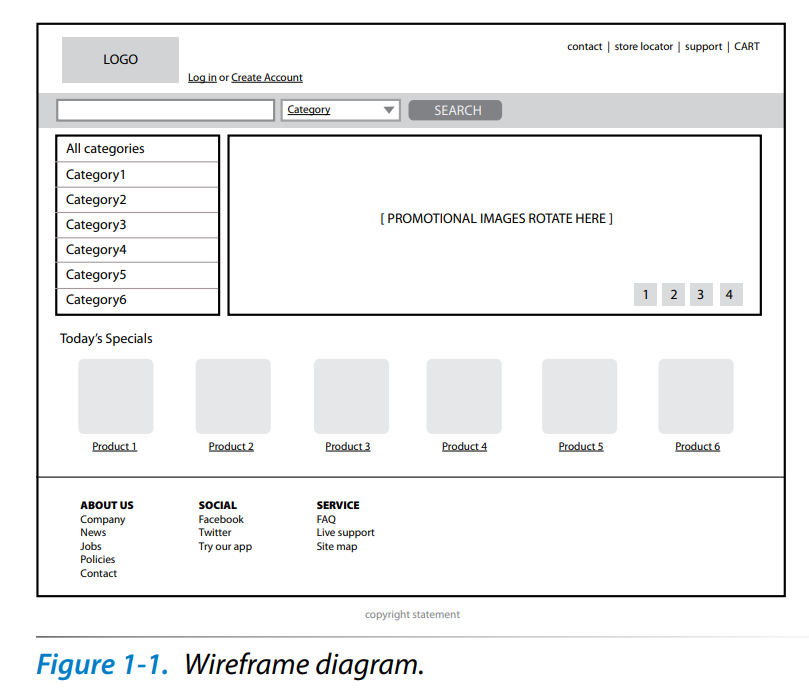 LOGO
contact | store locator | support | CART
Log in or Create Account
Category
SEARCH
All categories
Category1
Category2
Category3
Category4
Category5
Category6
[ PROMOTIONAL IMAGES ROTATE HERE ]
1 2 3 4
Today’s Specials
Product 1 Product 2 Product 3 Product 4 Product 5 Product 6
ABOUT US
Company
News
Jobs
Policies
Contact
SOCIAL
Facebook
Twitter
Try our app
SERVICE
FAQ
Live support
Site map
copyright statement
Figure 1-1. Wireframe diagram.